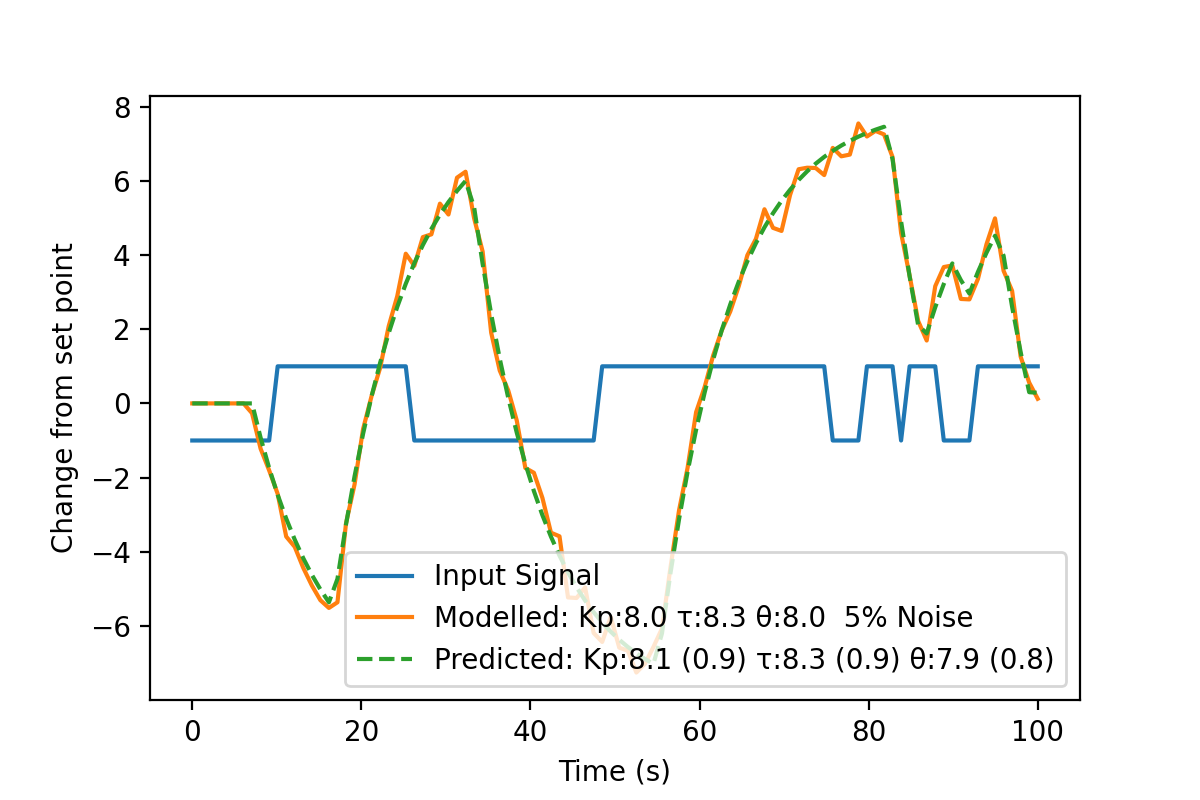 8
6
4
2
0
−2
−4
−6
Change from set point
Input Signal
Modelled: Kp:8.0 τ:8.3 θ:8.0  5% Noise
Predicted: Kp:8.1 (0.9) τ:8.3 (0.9) θ:7.9 (0.8)
0 20 40 60 80 100
Time (s)